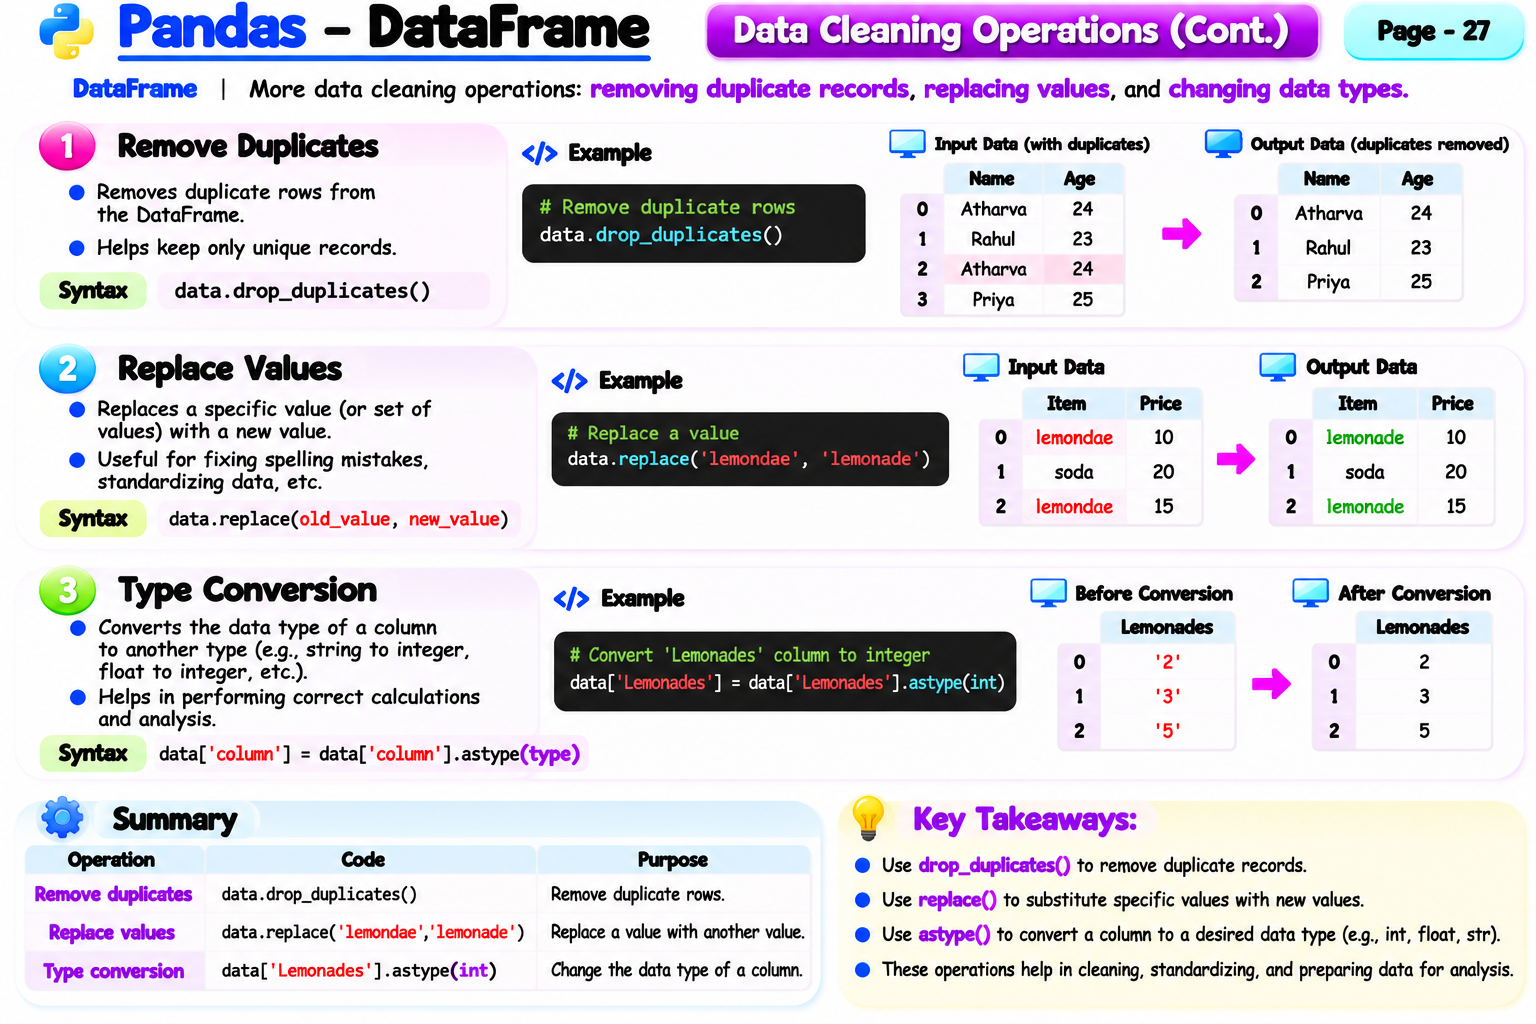 Pandas – DataFrame
Data Cleaning Operations (Cont.)
Page - 27
DataFrame | More data cleaning operations: removing duplicate records, replacing values, and changing data types.
1 Remove Duplicates
Removes duplicate rows from
the DataFrame.
Helps keep only unique records.
Syntax data.drop_duplicates()
</> Example
# Remove duplicate rows
data.drop_duplicates()
Input Data (with duplicates)
Name Age
0 Atharva 24
1 Rahul 23
2 Atharva 24
3 Priya 25
Output Data (duplicates removed)
Name Age
0 Atharva 24
1 Rahul 23
2 Priya 25
2 Replace Values
Replaces a specific value (or set of
values) with a new value.
Useful for fixing spelling mistakes,
standardizing data, etc.
Syntax data.replace(old_value, new_value)
</> Example
# Replace a value
data.replace('lemondae', 'lemonade')
Input Data
Item Price
0 lemondae 10
1 soda 20
2 lemondae 15
Output Data
Item Price
0 lemonade 10
1 soda 20
2 lemonade 15
3 Type Conversion
Converts the data type of a column
to another type (e.g., string to integer,
float to integer, etc.).
Helps in performing correct calculations
and analysis.
Syntax data['column'] = data['column'].astype(type)
</> Example
# Convert 'Lemonades' column to integer
data['Lemonades'] = data['Lemonades'].astype(int)
Before Conversion
Lemonades
0 '2'
1 '3'
2 '5'
After Conversion
Lemonades
0 2
1 3
2 5
Summary
Operation Code Purpose
Remove duplicates data.drop_duplicates() Remove duplicate rows.
Replace values data.replace('lemondae','lemonade') Replace a value with another value.
Type conversion data['Lemonades'].astype(int) Change the data type of a column.
Key Takeaways:
Use drop_duplicates() to remove duplicate records.
Use replace() to substitute specific values with new values.
Use astype() to convert a column to a desired data type (e.g., int, float, str).
These operations help in cleaning, standardizing, and preparing data for analysis.